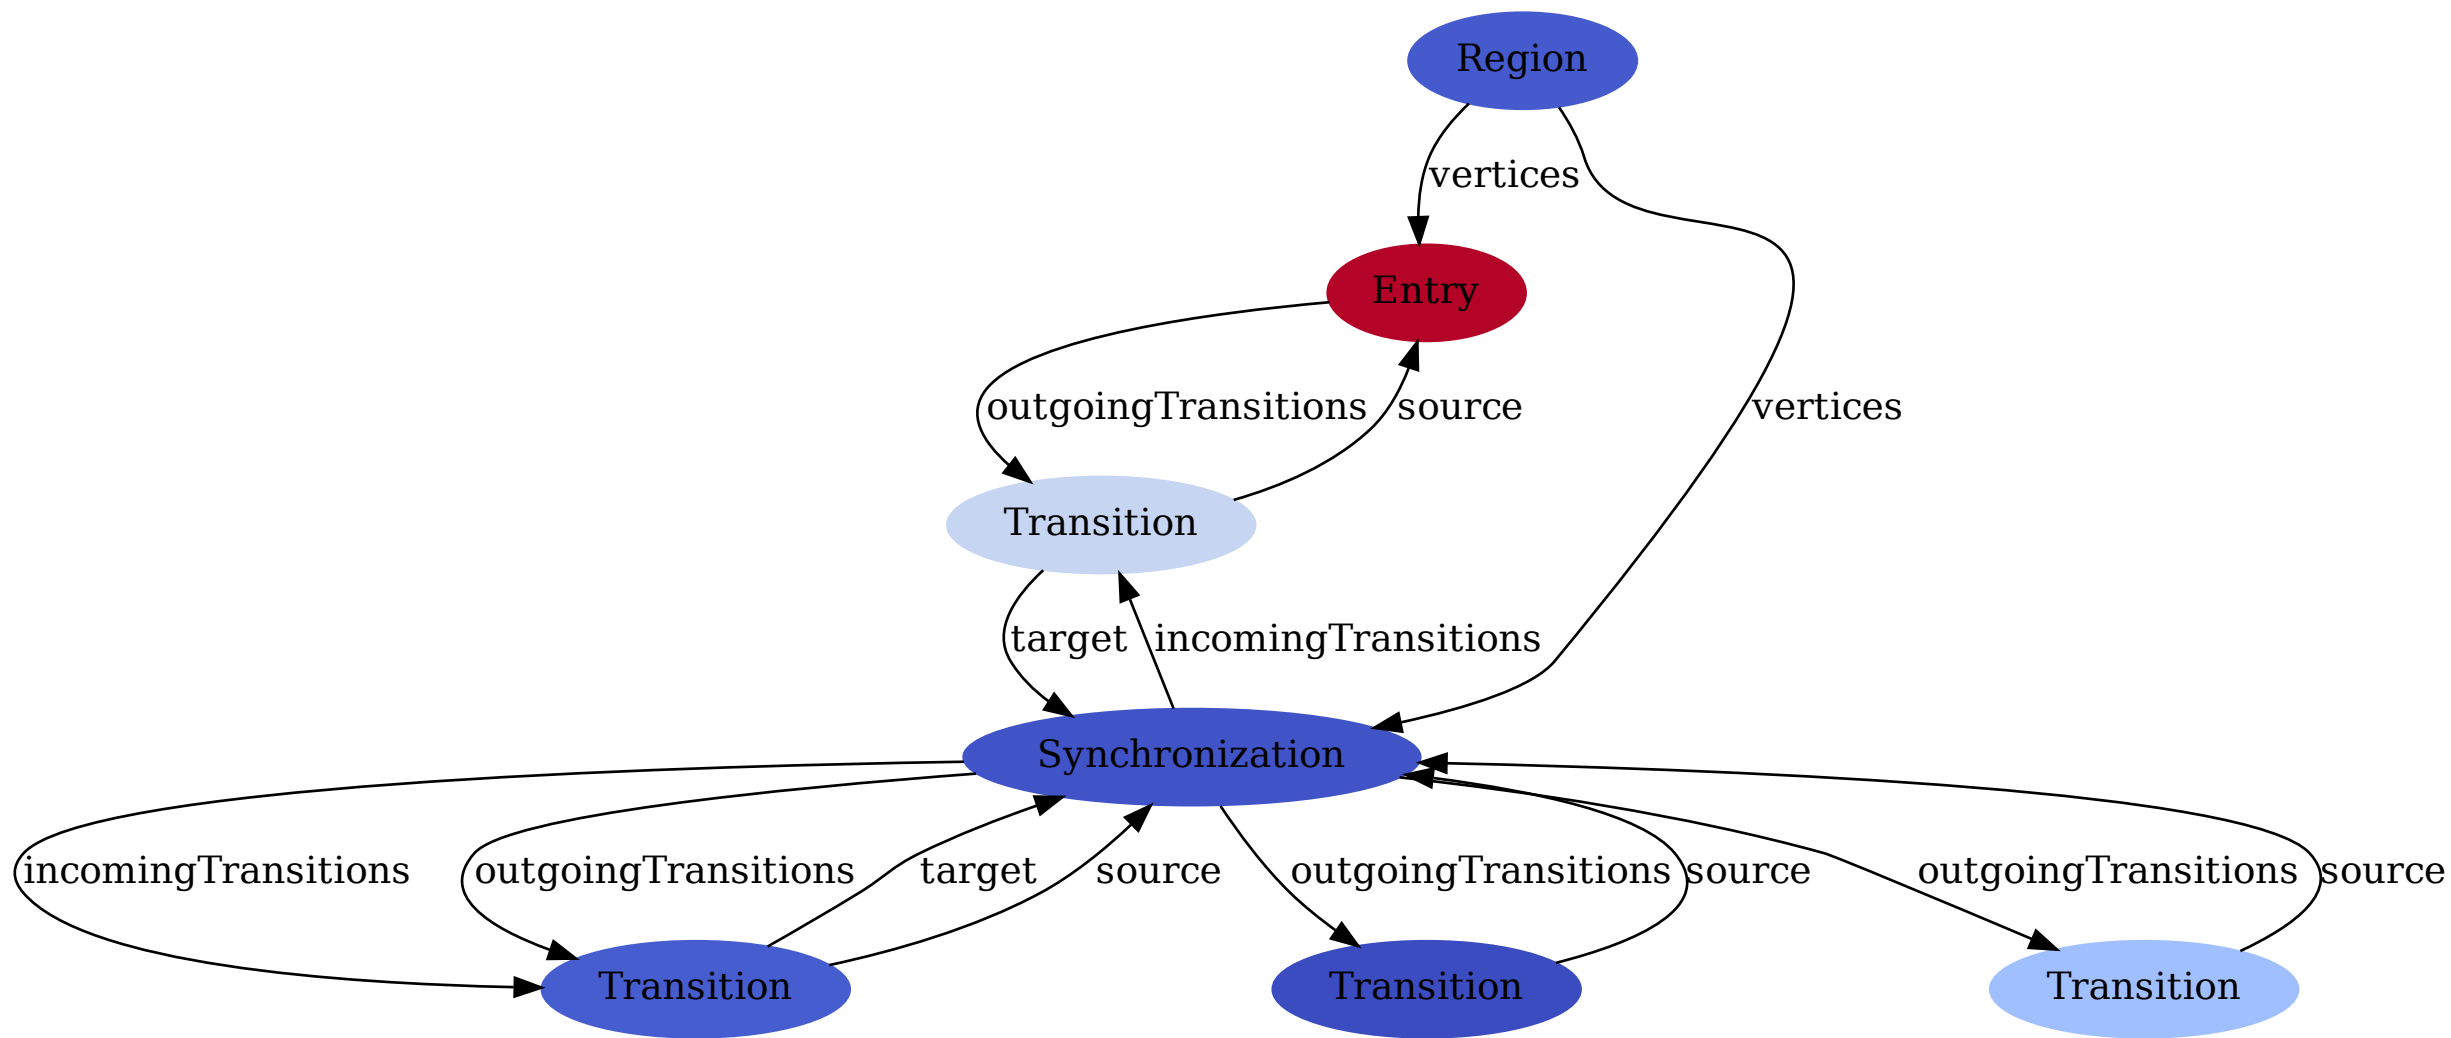 Region
vertices
Entry
outgoingTransitions
source
vertices
Transition
target
incomingTransitions
Synchronization
incomingTransitions
outgoingTransitions
target
source
outgoingTransitions
source
outgoingTransitions
source
Transition
Transition
Transition